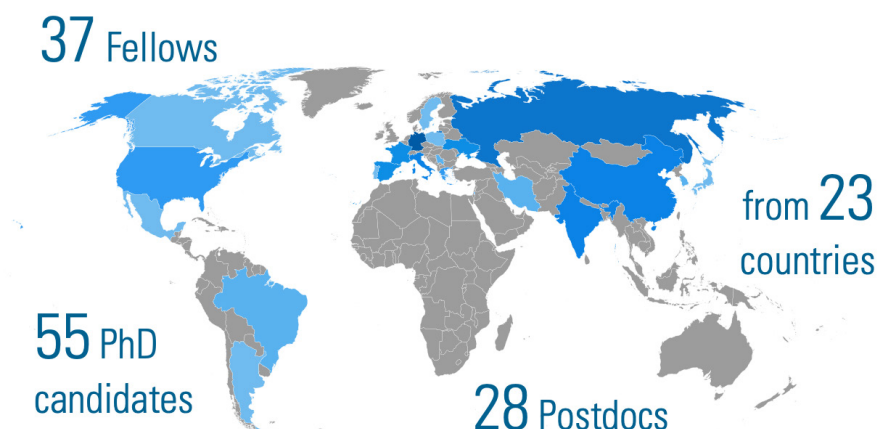 37 Fellows
from 23
countries
55 PhD
candidates
28 Postdocs